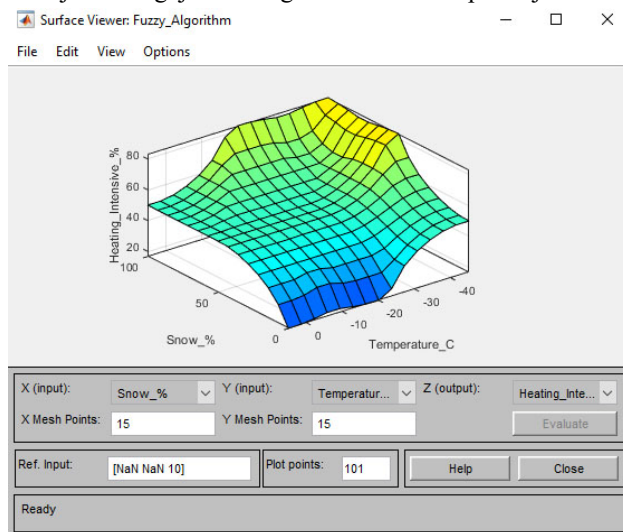 Surface Viewer: Fuzzy_Algorithm
File Edit View Options
Heating_Intensive_%
80
60
40
20
100
50
0
Snow_%
0
-10
-20
-30
-40
Temperature_C
X (input): Snow_% Y (input): Temperatur... Z (output): Heating_Inte...
X Mesh Points: 15 Y Mesh Points: 15 Evaluate
Ref. Input: [NaN NaN 10] Plot points: 101 Help Close
Ready